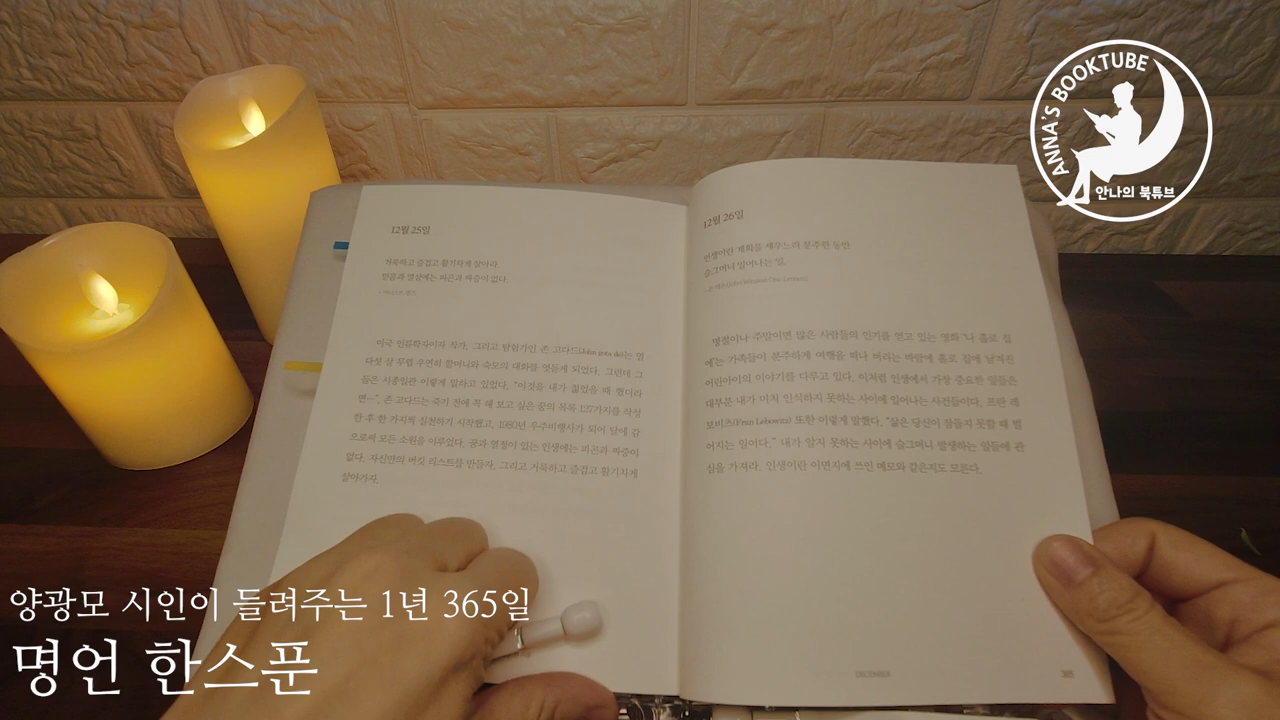 ANNA'S BOOKTUBE
안나의 북튜브
12월 25일
거룩하고 즐겁고 활기차게 살아라.
믿음과 열심에는 피곤과 짜증이 없다.
미국 인류학자이자 작가, 그리고 탐험가인 존 고다드(John goddard)는 열
다섯 살 무렵 우연히 할머니와 숙모의 대화를 엿듣게 되었다. 그런데 그
들은 시종일관 이렇게 말하고 있었다. “이것을 내가 젊었을 때 했더라
면…”, 존 고다드는 죽기 전에 꼭 해 보고 싶은 꿈의 목록 127가지를 작성
한 후 한 가지씩 실천하기 시작했고, 1980년 우주비행사가 되어 달에 감
으로써 모든 소원을 이루었다. 꿈과 열정이 있는 인생에는 피곤과 짜증이
없다. 자신만의 버킷 리스트를 만들자. 그리고 거룩하고 즐겁고 활기차게
살아가자.
12월 26일
인생이란 계획을 세우느라 분주한 동안
슬그머니 일어나는 일.
명절이나 주말이면 많은 사람들의 인기를 얻고 있는 영화 '나 홀로 집
에'는 가족들이 분주하게 여행을 떠나 버리는 바람에 홀로 집에 남겨진
어린아이의 이야기를 다루고 있다. 이처럼 인생에서 가장 중요한 일들은
대부분 내가 미처 인식하지 못하는 사이에 일어나는 사건들이다. 프란 레
보비츠(Fran Lebowitz) 또한 이렇게 말했다. “삶은 당신이 잠들지 못할 때 벌
어지는 일이다.” 내가 알지 못하는 사이에 슬그머니 발생하는 일들에 관
심을 가져라. 인생이란 이면지에 쓰인 메모와 같은지도 모른다.
DECEMBER
385
양광모 시인이 들려주는 1년 365일
명언 한스푼